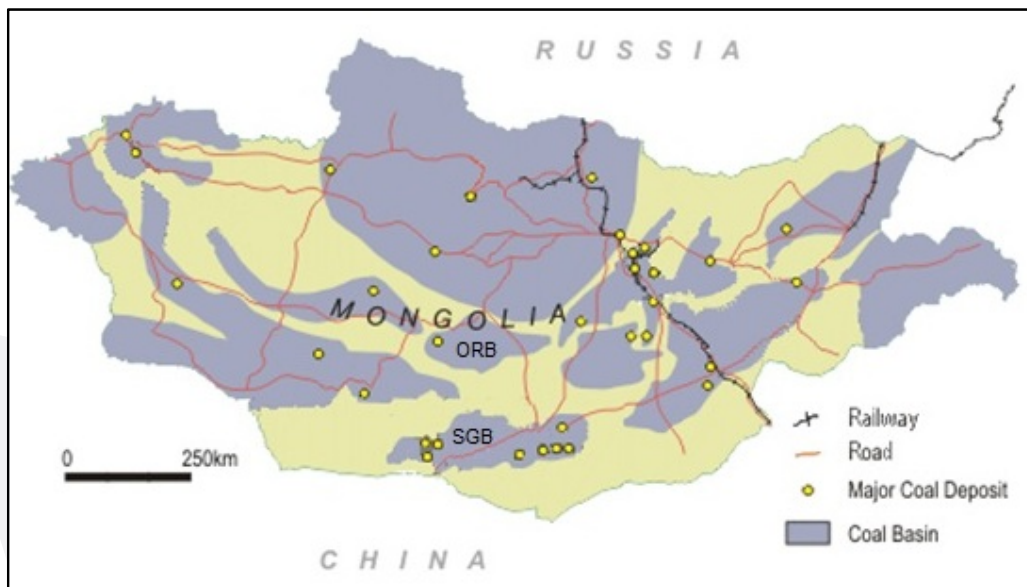 RUSSIA
MONGOLIA
ORB
SGB
0 250km
Railway
Road
Major Coal Deposit
Coal Basin
CHINA